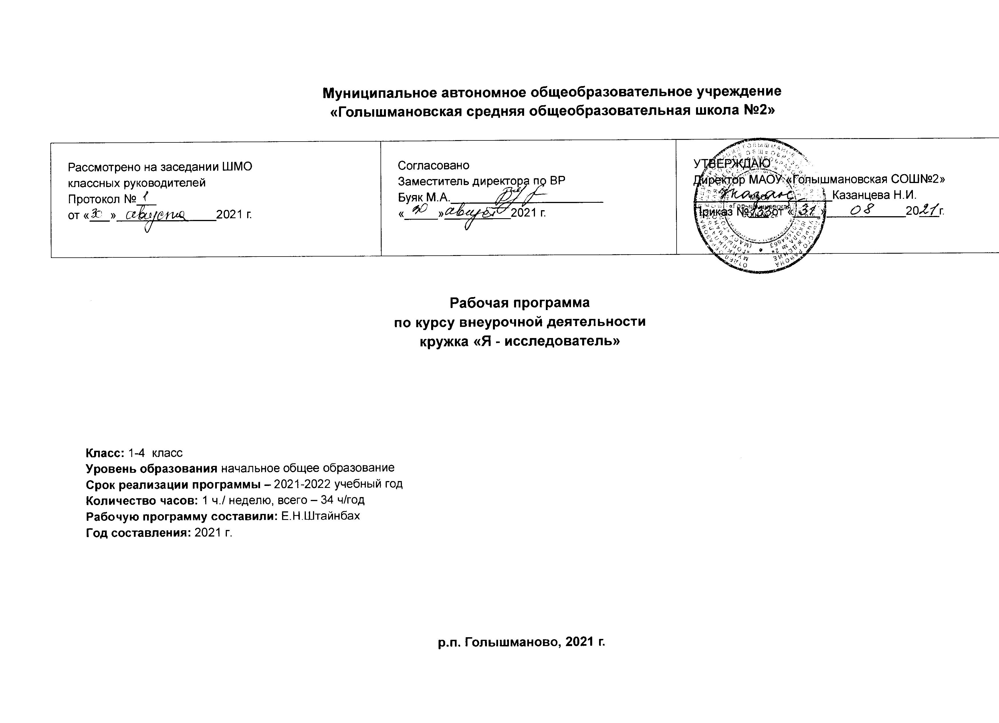 Муниципальное автономное общеобразовательное учреждение
«Голышмановская средняя общеобразовательная школа №2»
Рассмотрено на заседании ШМО
классных руководителей
Протокол № 1
от «30» августа 2021 г.
Согласовано
Заместитель директора по ВР
Буяк М.А.
«30» август 2021 г.
УТВЕРЖДАЮ
Директор МАОУ «Голышмановская СОШ№2»
Казанцева Н.И.
Приказ №133 от «31» 08 2021 г.
Рабочая программа
по курсу внеурочной деятельности
кружка «Я - исследователь»
Класс: 1-4 класс
Уровень образования начальное общее образование
Срок реализации программы – 2021-2022 учебный год
Количество часов: 1 ч./ неделю, всего – 34 ч/год
Рабочую программу составили: Е.Н.Штайнбах
Год составления: 2021 г.
р.п. Голышманово, 2021 г.